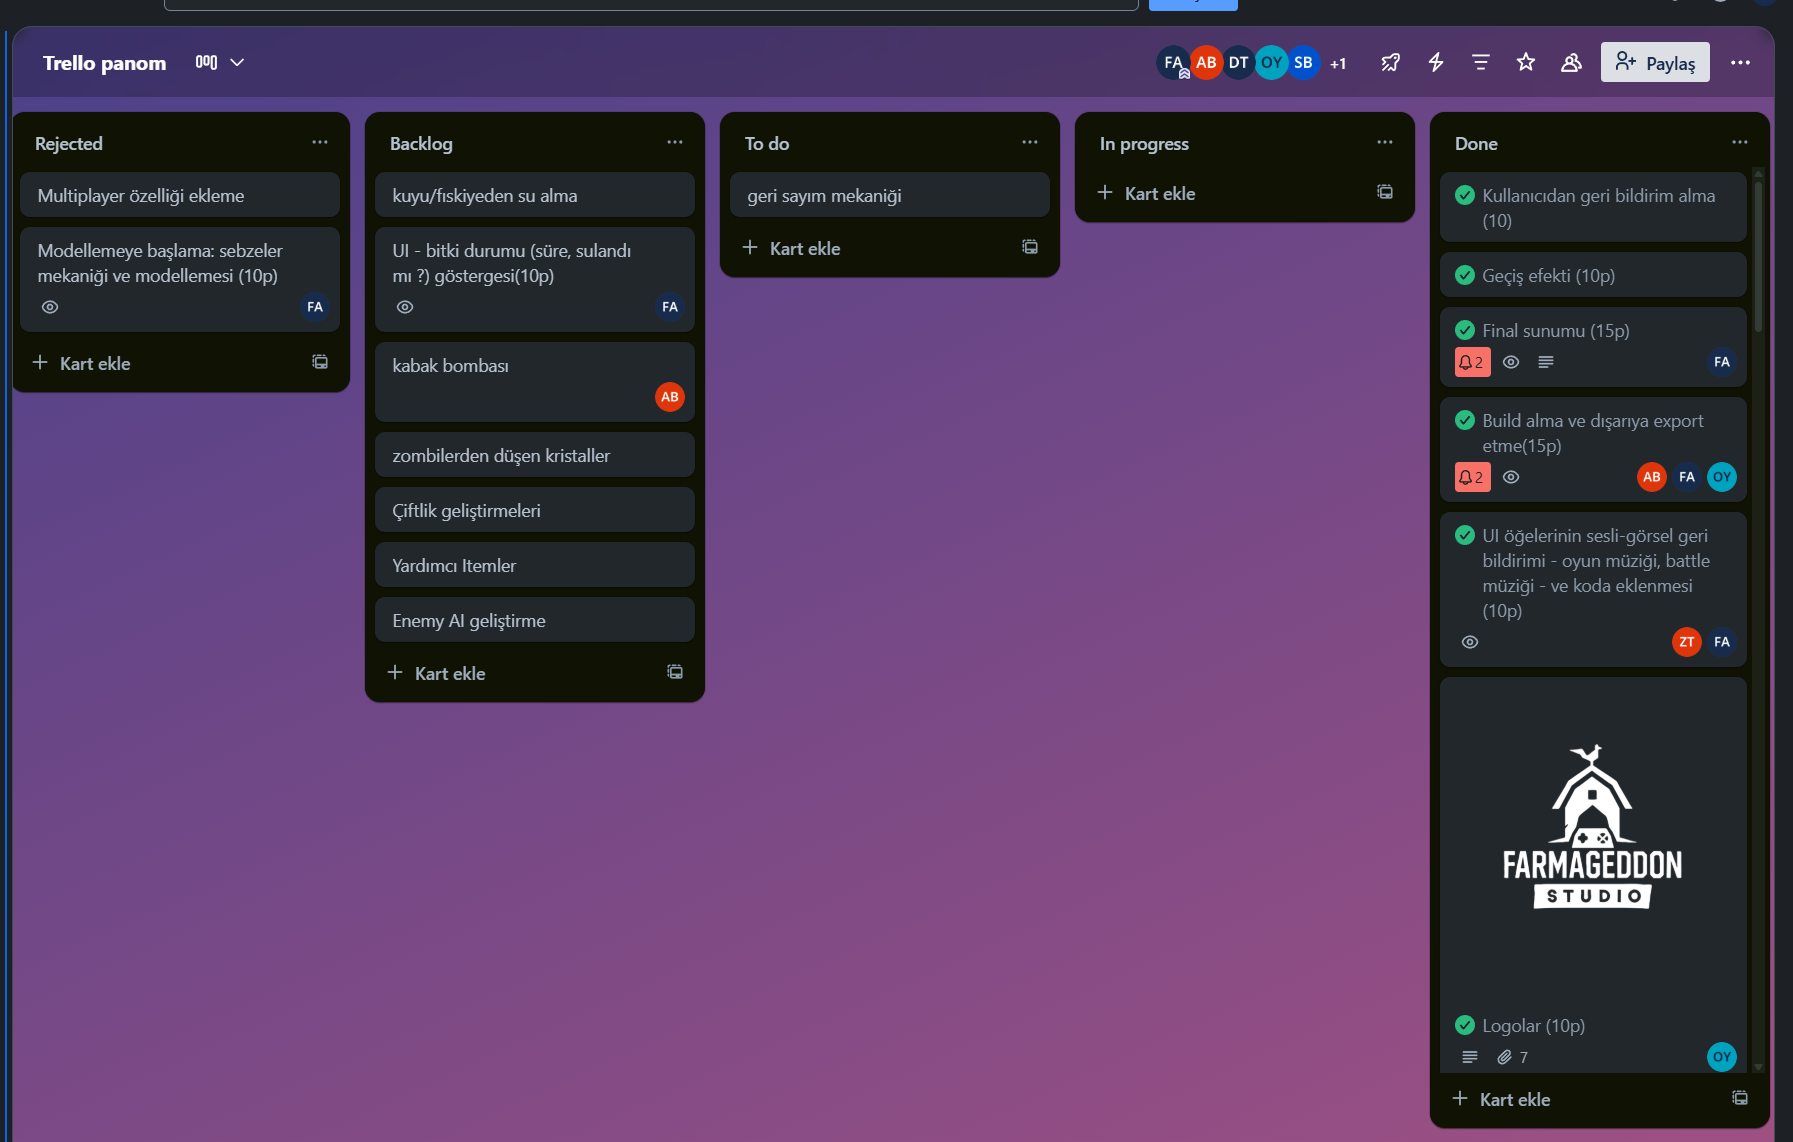 Trello panom
FA AB DT OY SB +1
Paylaş
Rejected
Multiplayer özelliği ekleme
Modellemeye başlama: sebzeler
mekaniği ve modellemesi (10p)
FA
Kart ekle
Backlog
kuyu/fıskiyeden su alma
UI - bitki durumu (süre, sulandı
mı ?) göstergesi(10p)
FA
kabak bombası
AB
zombilerden düşen kristaller
Çiftlik geliştirmeleri
Yardımcı Itemler
Enemy AI geliştirme
Kart ekle
To do
geri sayım mekaniği
Kart ekle
In progress
Kart ekle
Done
Kullanıcıdan geri bildirim alma
(10)
Geçiş efekti (10p)
Final sunumu (15p)
2
FA
Build alma ve dışarıya export
etme(15p)
2
AB FA OY
UI öğelerinin sesli-görsel geri
bildirimi - oyun müziği, battle
müziği - ve koda eklenmesi
(10p)
ZT FA
FARMAGEDDON
STUDIO
Logolar (10p)
7
OY
Kart ekle